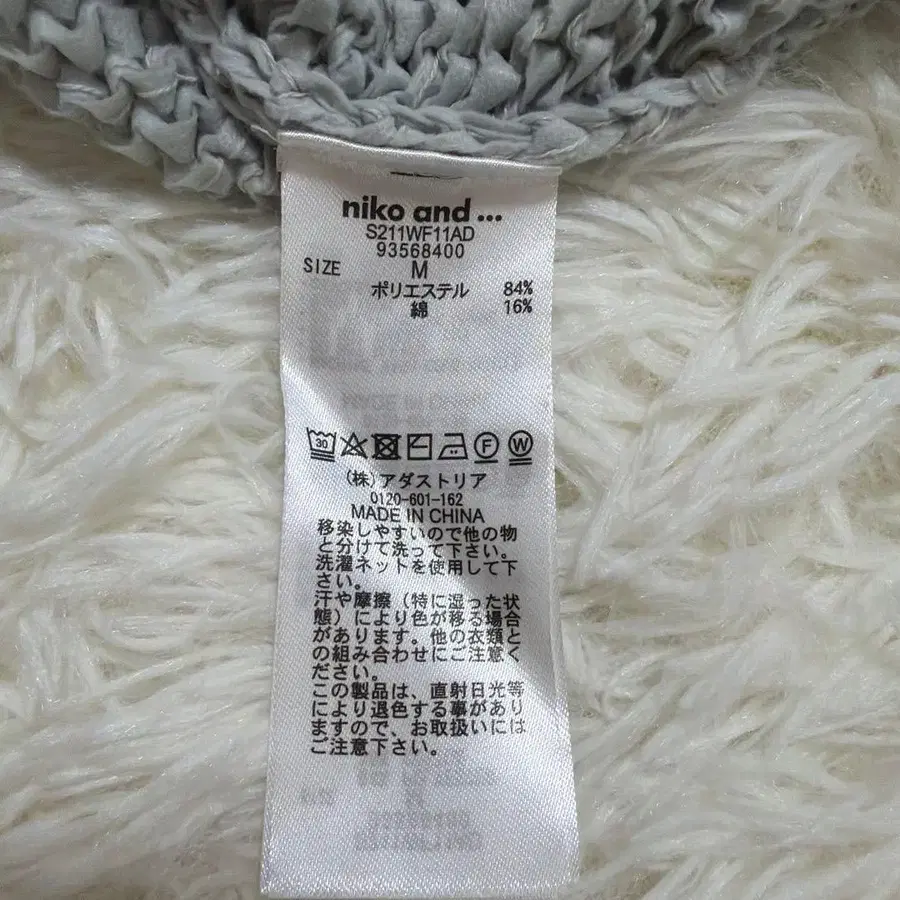 niko and ...
S211WF11AD
93568400
SIZE M
ポリエステル 84%
綿 16%
30 F W
(株)アダストリア
0120-601-162
MADE IN CHINA
移染しやすいので他の物
と分けて洗って下さい。
洗濯ネットを使用して下
さい。
汗や摩擦（特に湿った状
態）により色が移る場合
があります。他の衣類と
の組み合わせにご注意く
ださい。
この製品は、直射日光等
により退色する事があり
ますので、お取扱いには
ご注意下さい。